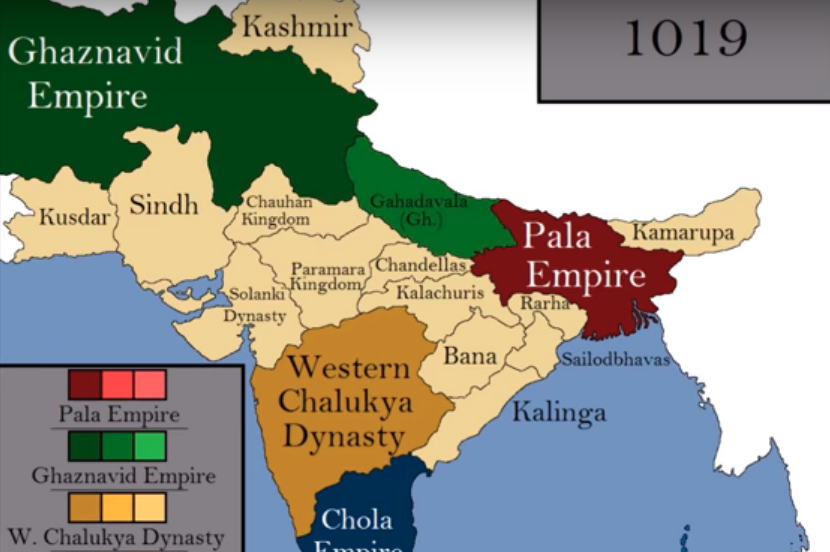 Kashmir
1019
Ghaznavid
Empire
Kusdar
Sindh
Chauhan
Kingdom
Gahadavala
(Gh.)
Pala
Empire
Kamarupa
Paramara
Kingdom
Chandellas
Solanki
Dynasty
Kalachuris
Rarha
Bana
Sailodbhavas
Western
Chalukya
Dynasty
Kalinga
Pala Empire
Ghaznavid Empire
W. Chalukya Dynasty
Chola
Empire